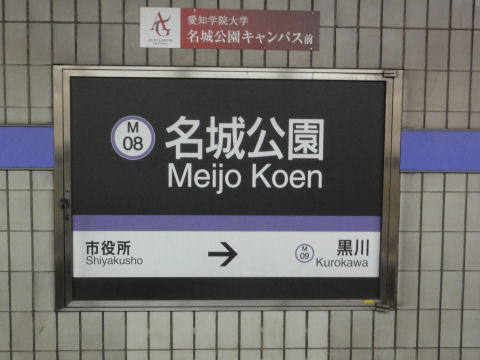 愛知学院大学
名城公園キャンパス前
M
08
名城公園
Meijo Koen
市役所
Shiyakusho
→
M
09
黒川
Kurokawa